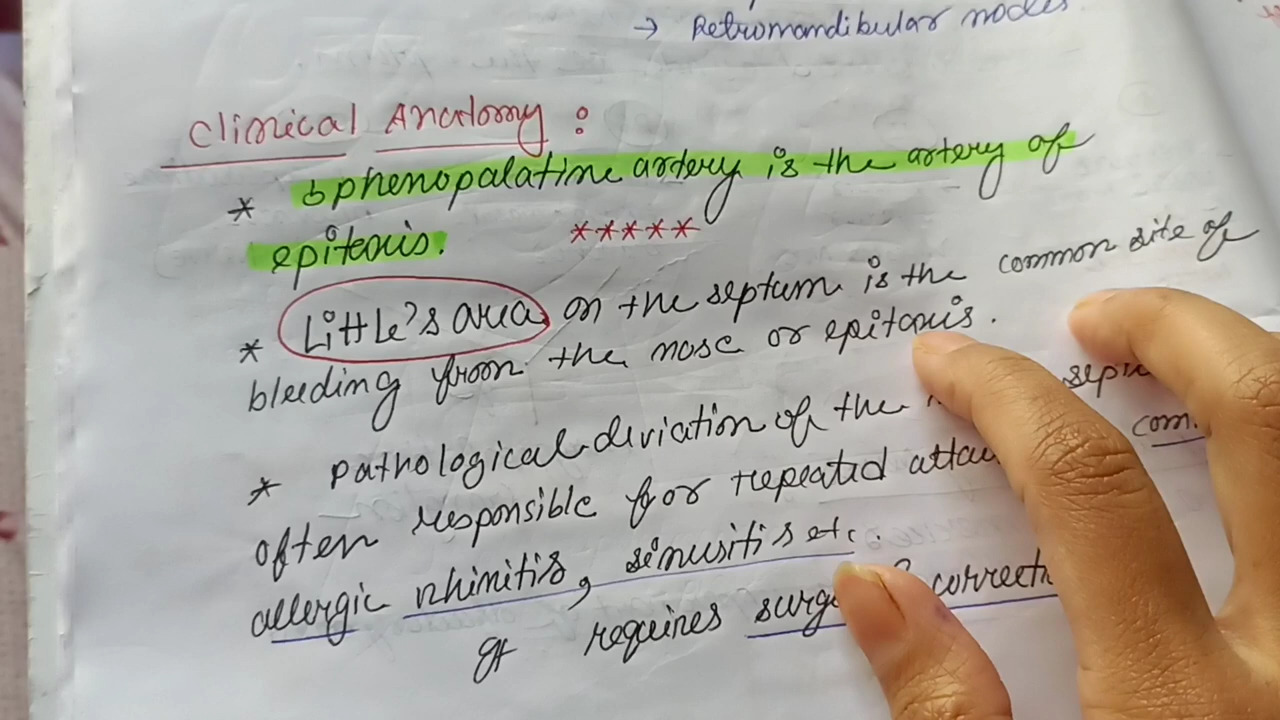 → Retromandibular nodes.
Clinical Anatomy :
* Sphenopalatine artery is the artery of
epitaxis. *****
* Little's area on the septum is the common site of
bleeding from the nose or epitaxis.
* Pathological deviation of the
often responsible for repeated
allergic rhinitis, sinusitis etc.
It requires